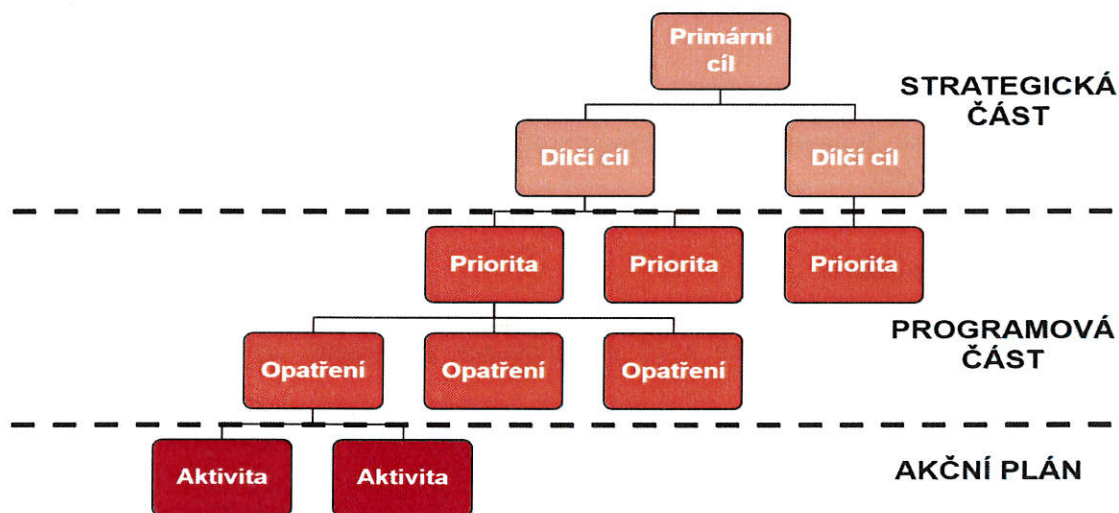 Primární
cíl
STRATEGICKÁ
ČÁST
Dílčí cíl
Dílčí cíl
Priorita
Priorita
Priorita
PROGRAMOVÁ
ČÁST
Opatření
Opatření
Opatření
Aktivita
Aktivita
AKČNÍ PLÁN